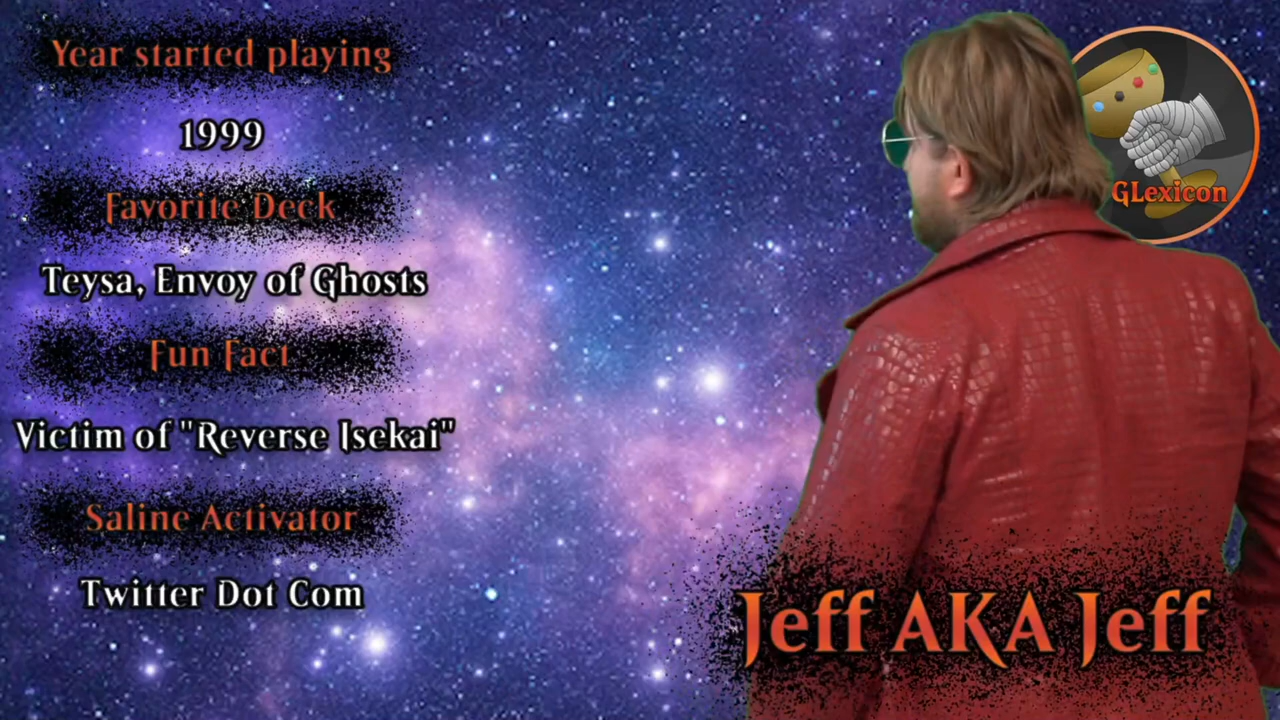 Year started playing
1999
Favorite Deck
Teysa, Envoy of Ghosts
Fun Fact
Victim of "Reverse Isekai"
Saline Activator
Twitter Dot Com
GLexicon
Jeff AKA Jeff